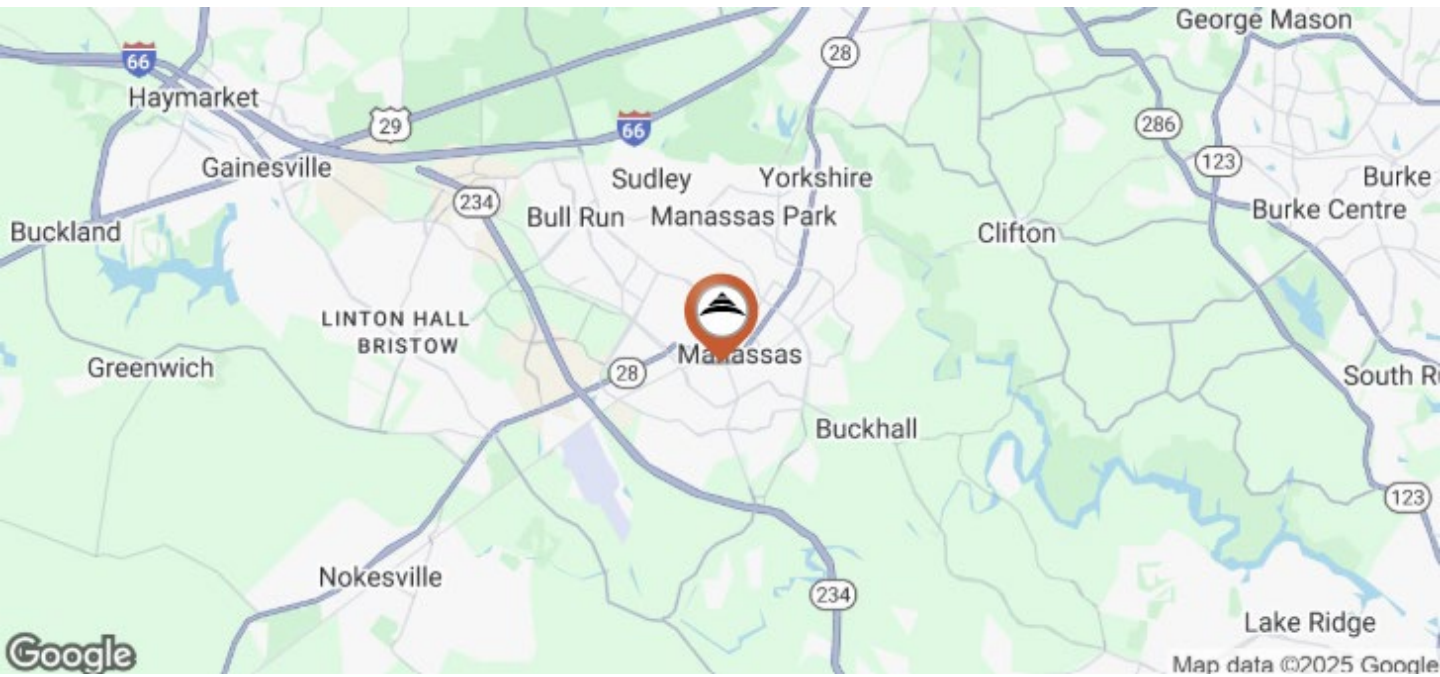 George Mason
28
66
Haymarket
29
286
66
123
Gainesville
Sudley
Yorkshire
Burke
234
Bull Run
Manassas Park
Burke Centre
Buckland
Clifton
LINTON HALL
BRISTOW
Manassas
Greenwich
28
South Ru
Buckhall
123
Nokesville
234
Lake Ridge
Google
Map data ©2025 Google